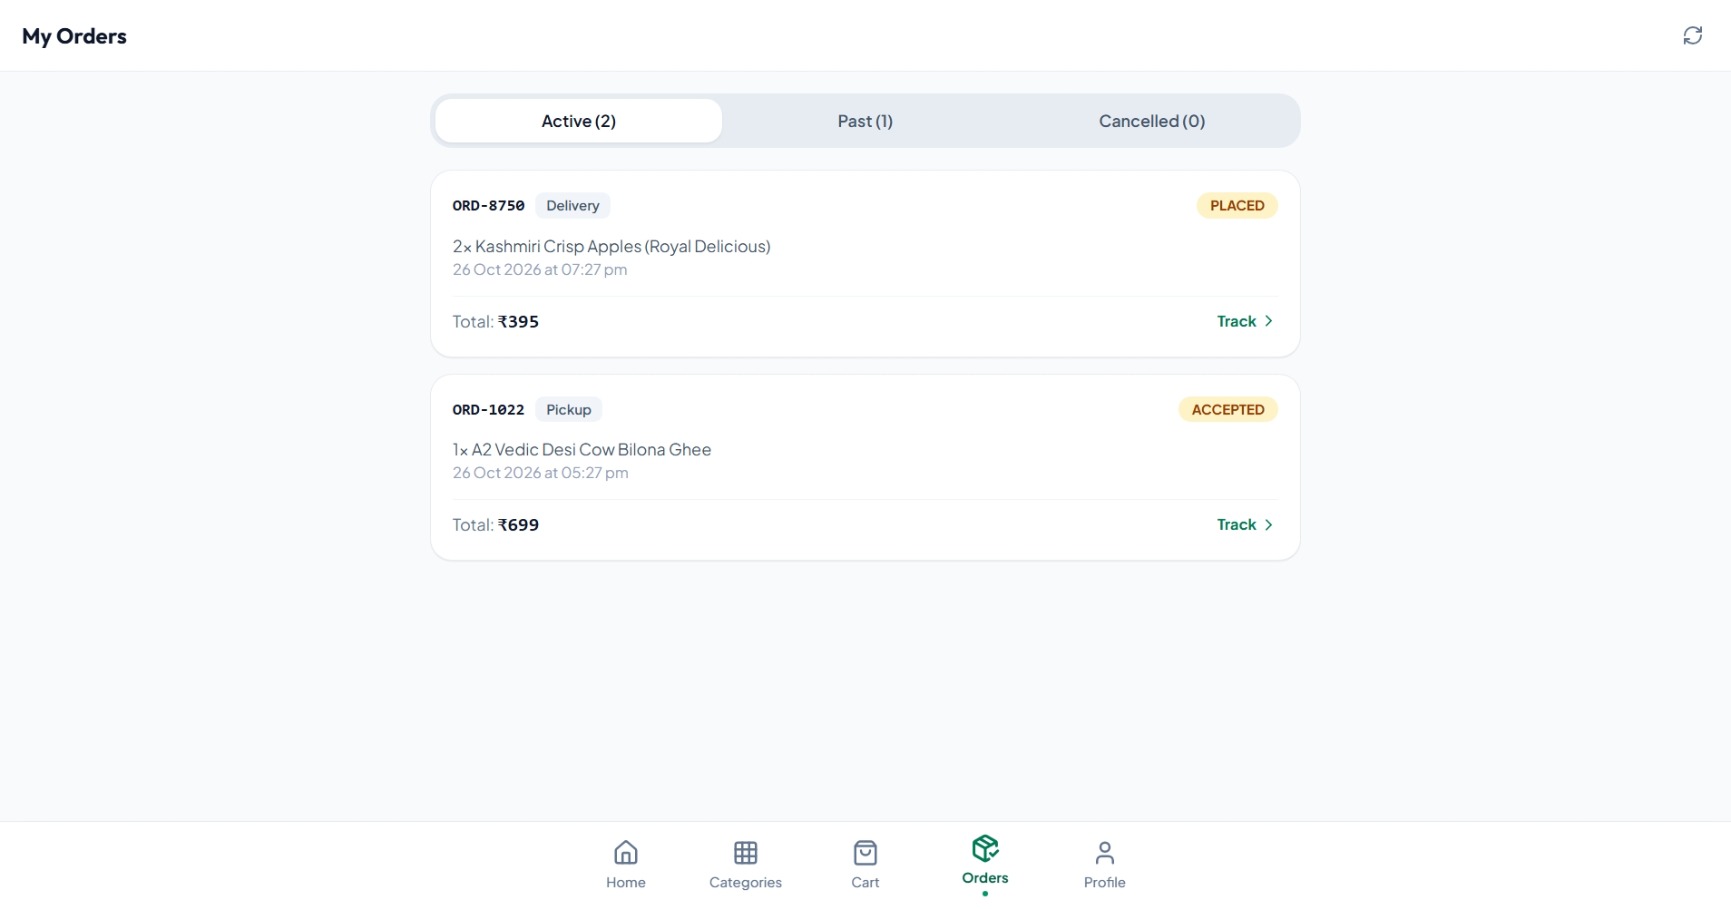 My Orders
Active (2)
Past (1)
Cancelled (0)
ORD-8750
Delivery
PLACED
2× Kashmiri Crisp Apples (Royal Delicious)
26 Oct 2026 at 07:27 pm
Total: ₹395
Track
ORD-1022
Pickup
ACCEPTED
1× A2 Vedic Desi Cow Bilona Ghee
26 Oct 2026 at 05:27 pm
Total: ₹699
Track
Home
Categories
Cart
Orders
Profile